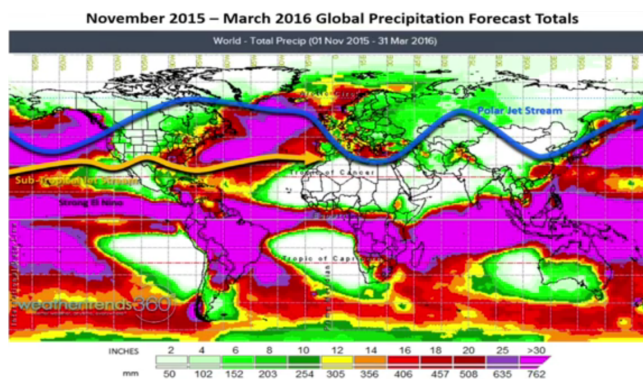 November 2015 – March 2016 Global Precipitation Forecast Totals
World - Total Precip (01 Nov 2015 - 31 Mar 2016)
Polar Jet Stream
Tropic of Cancer
Sub-Tropical Jet Stream
Strong El Nino
Tropic of Capri
weathertrends360
INCHES 2 4 6 8 10 12 14 16 18 20 25 >30
mm 50 102 152 203 254 305 356 406 457 508 635 762